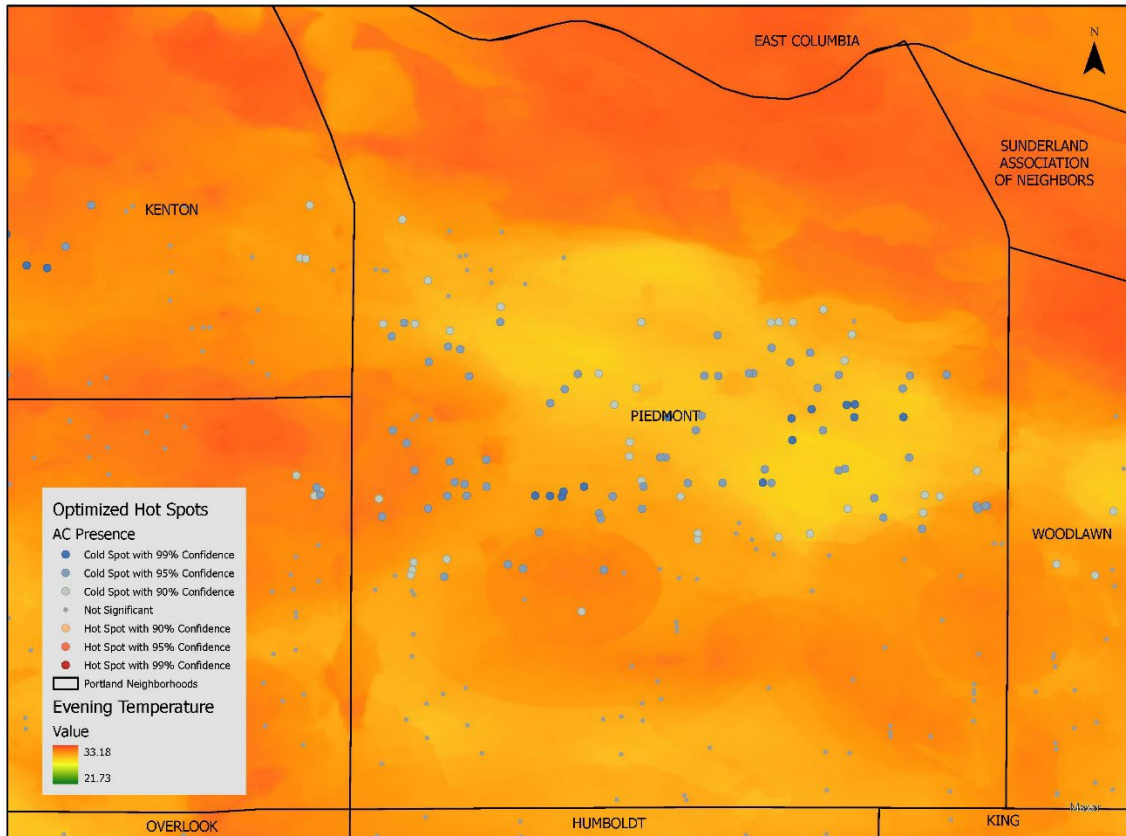 EAST COLUMBIA
N
SUNDERLAND
ASSOCIATION
OF NEIGHBORS
KENTON
PIEDMONT
WOODLAWN
Optimized Hot Spots
AC Presence
Cold Spot with 99% Confidence
Cold Spot with 95% Confidence
Cold Spot with 90% Confidence
Not Significant
Hot Spot with 90% Confidence
Hot Spot with 95% Confidence
Hot Spot with 99% Confidence
Portland Neighborhoods
Evening Temperature
Value
33.18
21.73
Maxar
OVERLOOK
HUMBOLDT
KING